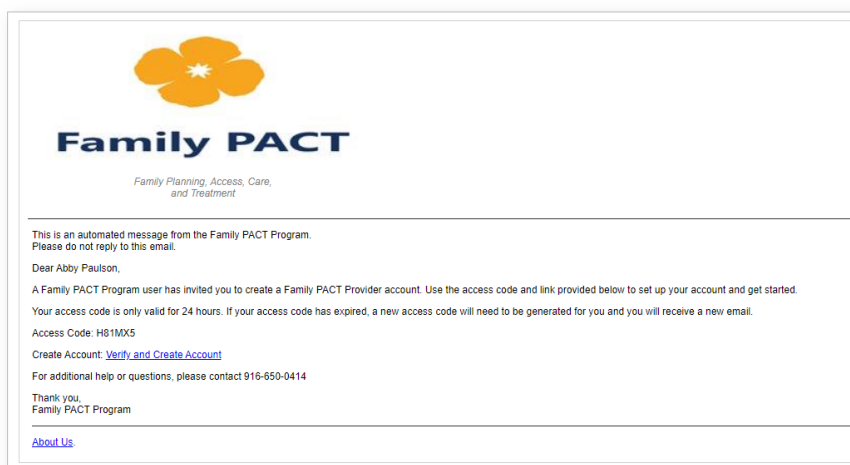 Family PACT
Family Planning, Access, Care,
and Treatment
This is an automated message from the Family PACT Program.
Please do not reply to this email.
Dear Abby Paulson,
A Family PACT Program user has invited you to create a Family PACT Provider account. Use the access code and link provided below to set up your account and get started.
Your access code is only valid for 24 hours. If your access code has expired, a new access code will need to be generated for you and you will receive a new email.
Access Code: H81MX5
Create Account: Verify and Create Account
For additional help or questions, please contact 916-650-0414
Thank you,
Family PACT Program
About Us.